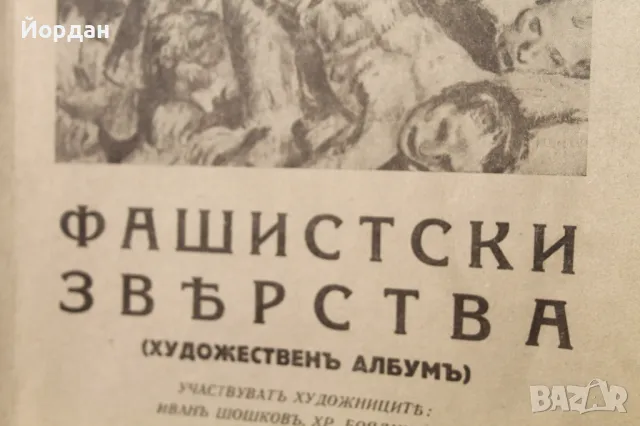 Йордан
ФАШИСТСКИ
ЗВѢРСТВА
(ХУДОЖЕСТВЕНЪ АЛБУМЪ)
УЧАСТВУВАТЪ ХУДОЖНИЦИТѢ:
ИВАНЪ ШОШКОВЪ, ХР.
BAZAR